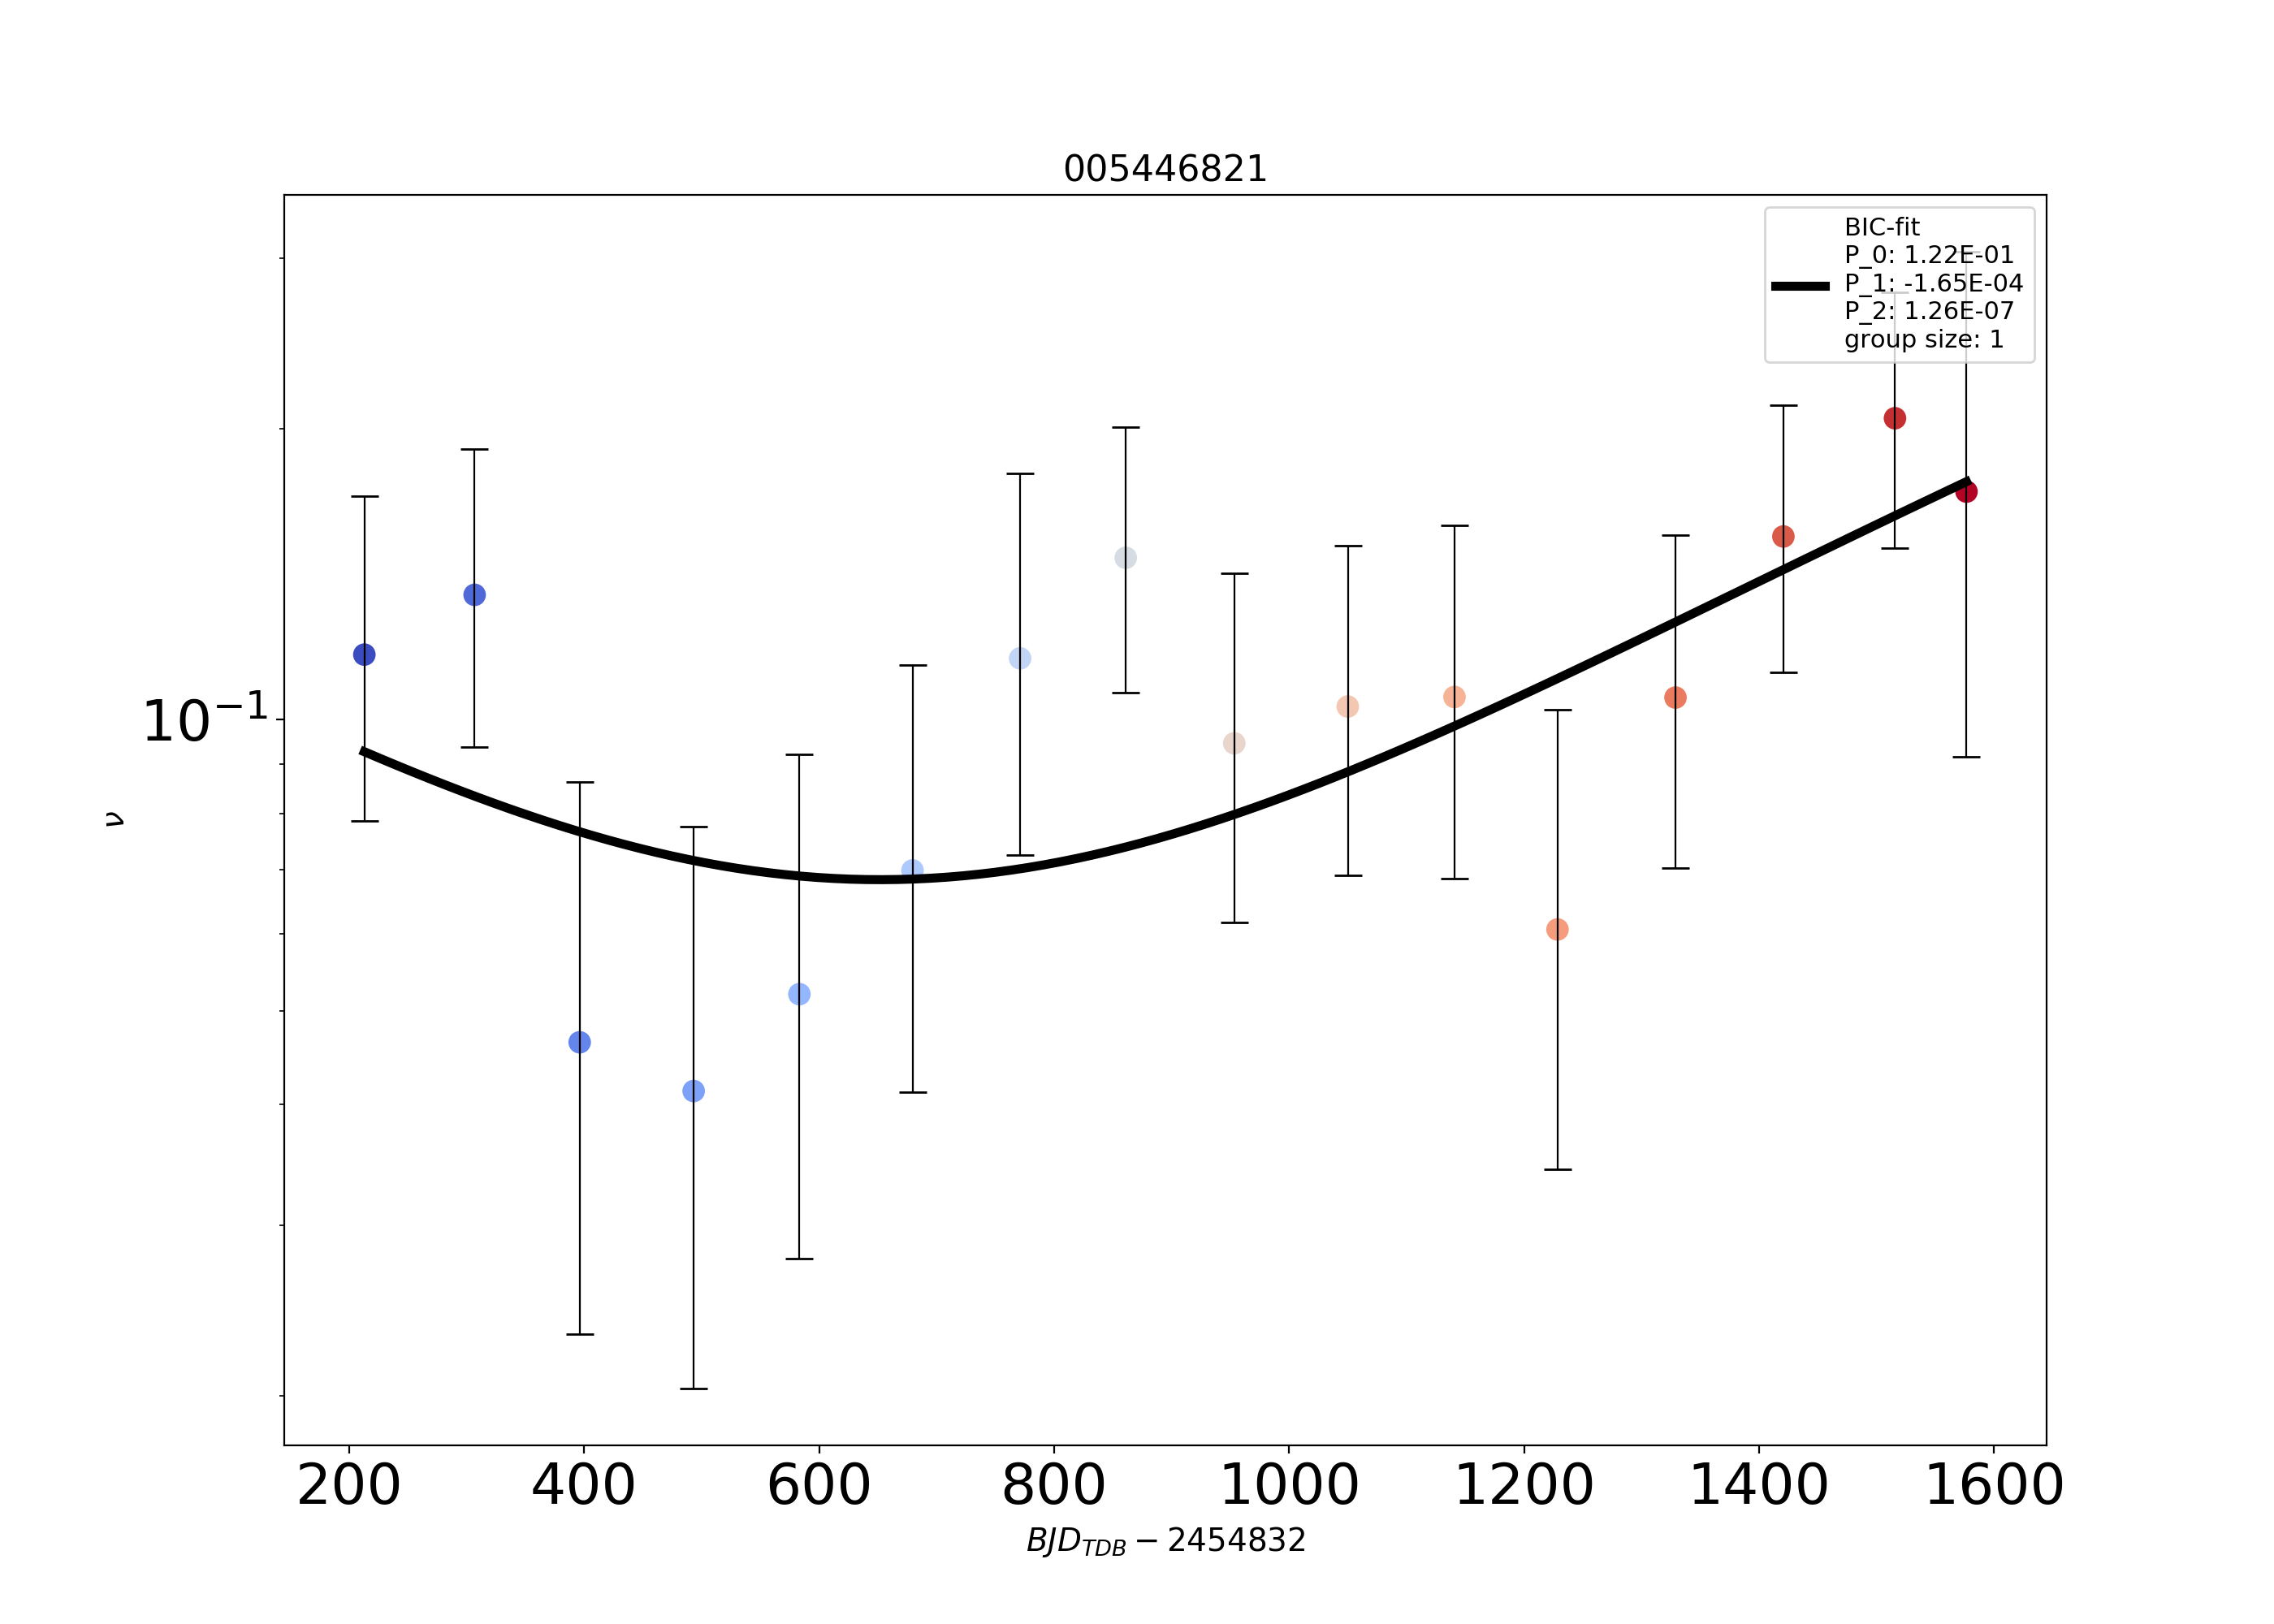 005446821
BIC-fit
P_0: 1.22E-01
P_1: -1.65E-04
P_2: 1.26E-07
group size: 1
10⁻¹
ν
200 400 600 800 1000 1200 1400 1600
BJD_TDB − 2454832